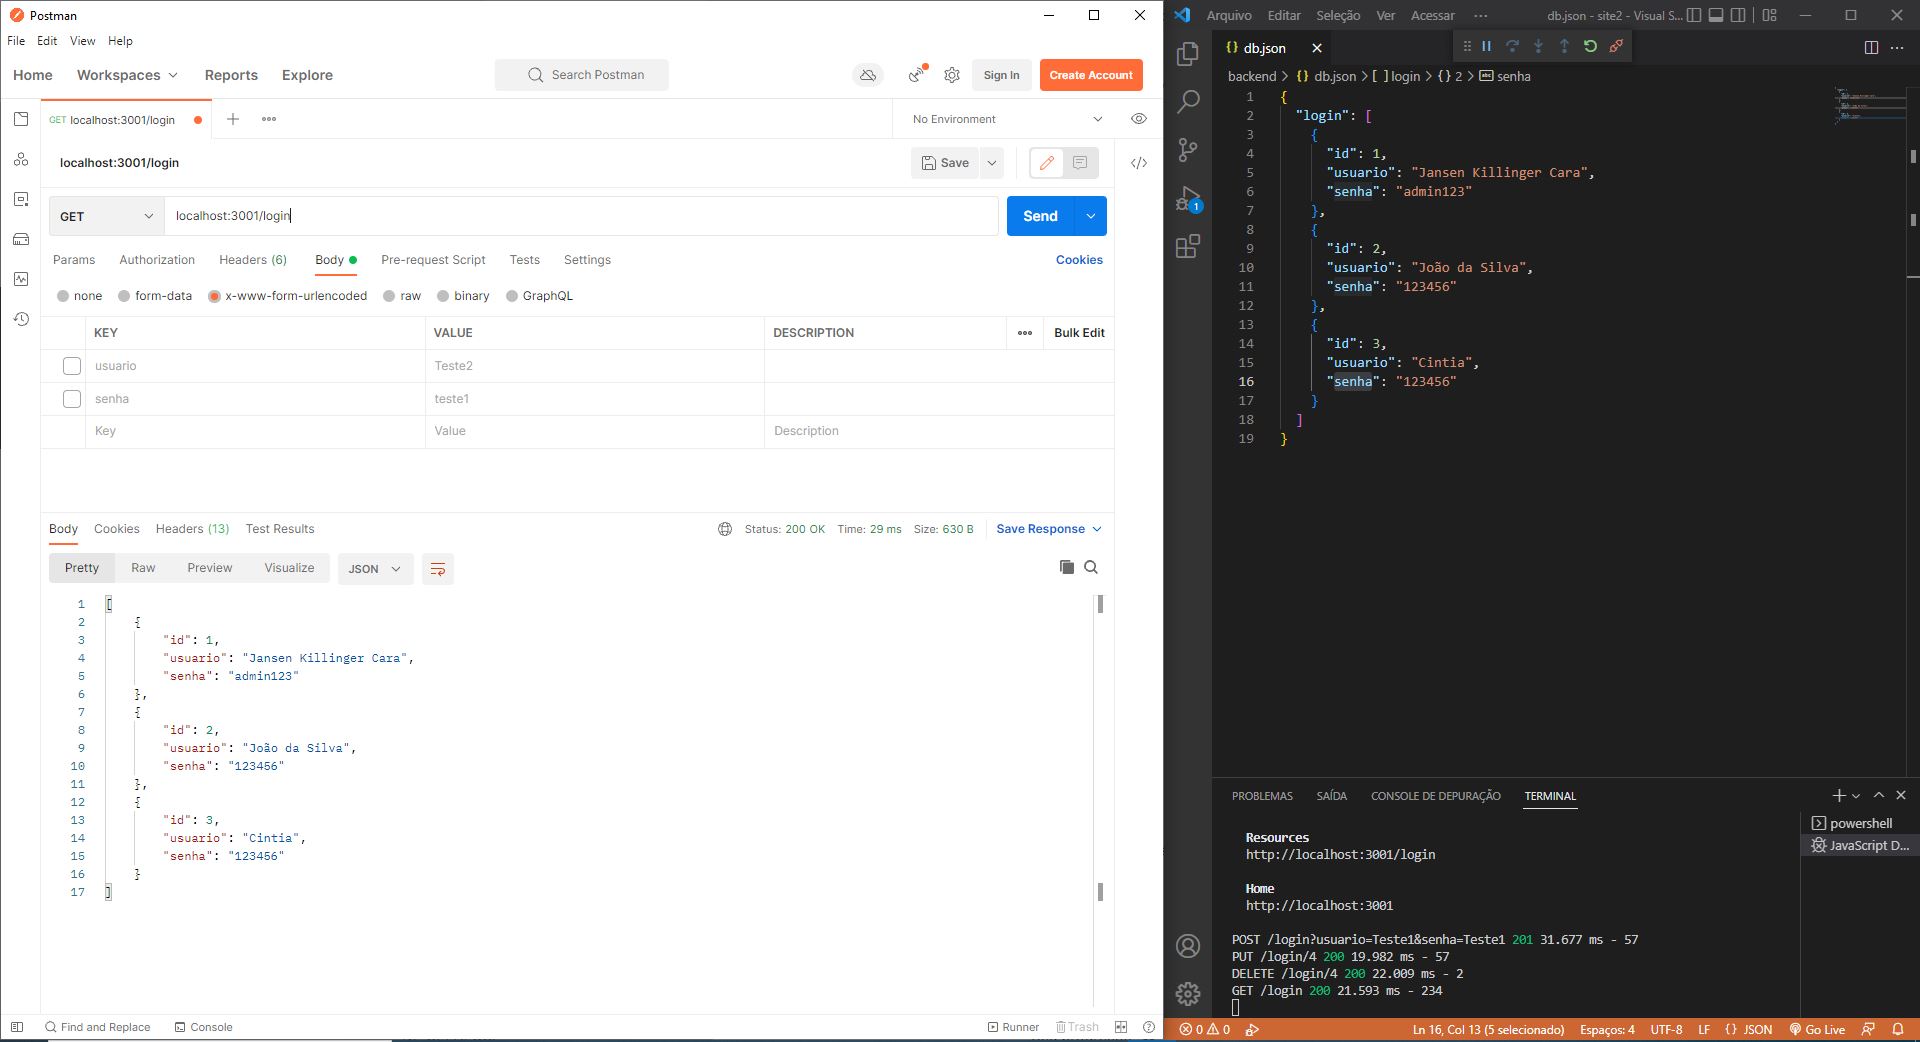 Postman
File Edit View Help
Home Workspaces Reports Explore
Search Postman
Sign In
Create Account
GET localhost:3001/login
No Environment
localhost:3001/login
Save
GET
localhost:3001/login
Send
Params Authorization Headers (6) Body Pre-request Script Tests Settings
Cookies
none form-data x-www-form-urlencoded raw binary GraphQL
KEY VALUE DESCRIPTION Bulk Edit
usuario Teste2
senha teste1
Key Value Description
Body Cookies Headers (13) Test Results
Status: 200 OK Time: 29 ms Size: 630 B Save Response
Pretty Raw Preview Visualize JSON
1 [
2 {
3 "id": 1,
4 "usuario": "Jansen Killinger Cara",
5 "senha": "admin123"
6 },
7 {
8 "id": 2,
9 "usuario": "João da Silva",
10 "senha": "123456"
11 },
12 {
13 "id": 3,
14 "usuario": "Cintia",
15 "senha": "123456"
16 }
17 ]
Find and Replace Console
Runner Trash
Arquivo Editar Seleção Ver Acessar ···
db.json - site2 - Visual S...
{} db.json
backend > {} db.json > [ ] login > {} 2 > abc senha
1 {
2 "login": [
3 {
4 "id": 1,
5 "usuario": "Jansen Killinger Cara",
6 "senha": "admin123"
7 },
8 {
9 "id": 2,
10 "usuario": "João da Silva",
11 "senha": "123456"
12 },
13 {
14 "id": 3,
15 "usuario": "Cintia",
16 "senha": "123456"
17 }
18 ]
19 }
1
PROBLEMAS SAÍDA CONSOLE DE DEPURAÇÃO TERMINAL
powershell
JavaScript D...
Resources
http://localhost:3001/login
Home
http://localhost:3001
POST /login?usuario=Teste1&senha=Teste1 201 31.677 ms - 57
PUT /login/4 200 19.982 ms - 57
DELETE /login/4 200 22.009 ms - 2
GET /login 200 21.593 ms - 234
0 0
Ln 16, Col 13 (5 selecionado) Espaços: 4 UTF-8 LF {} JSON Go Live